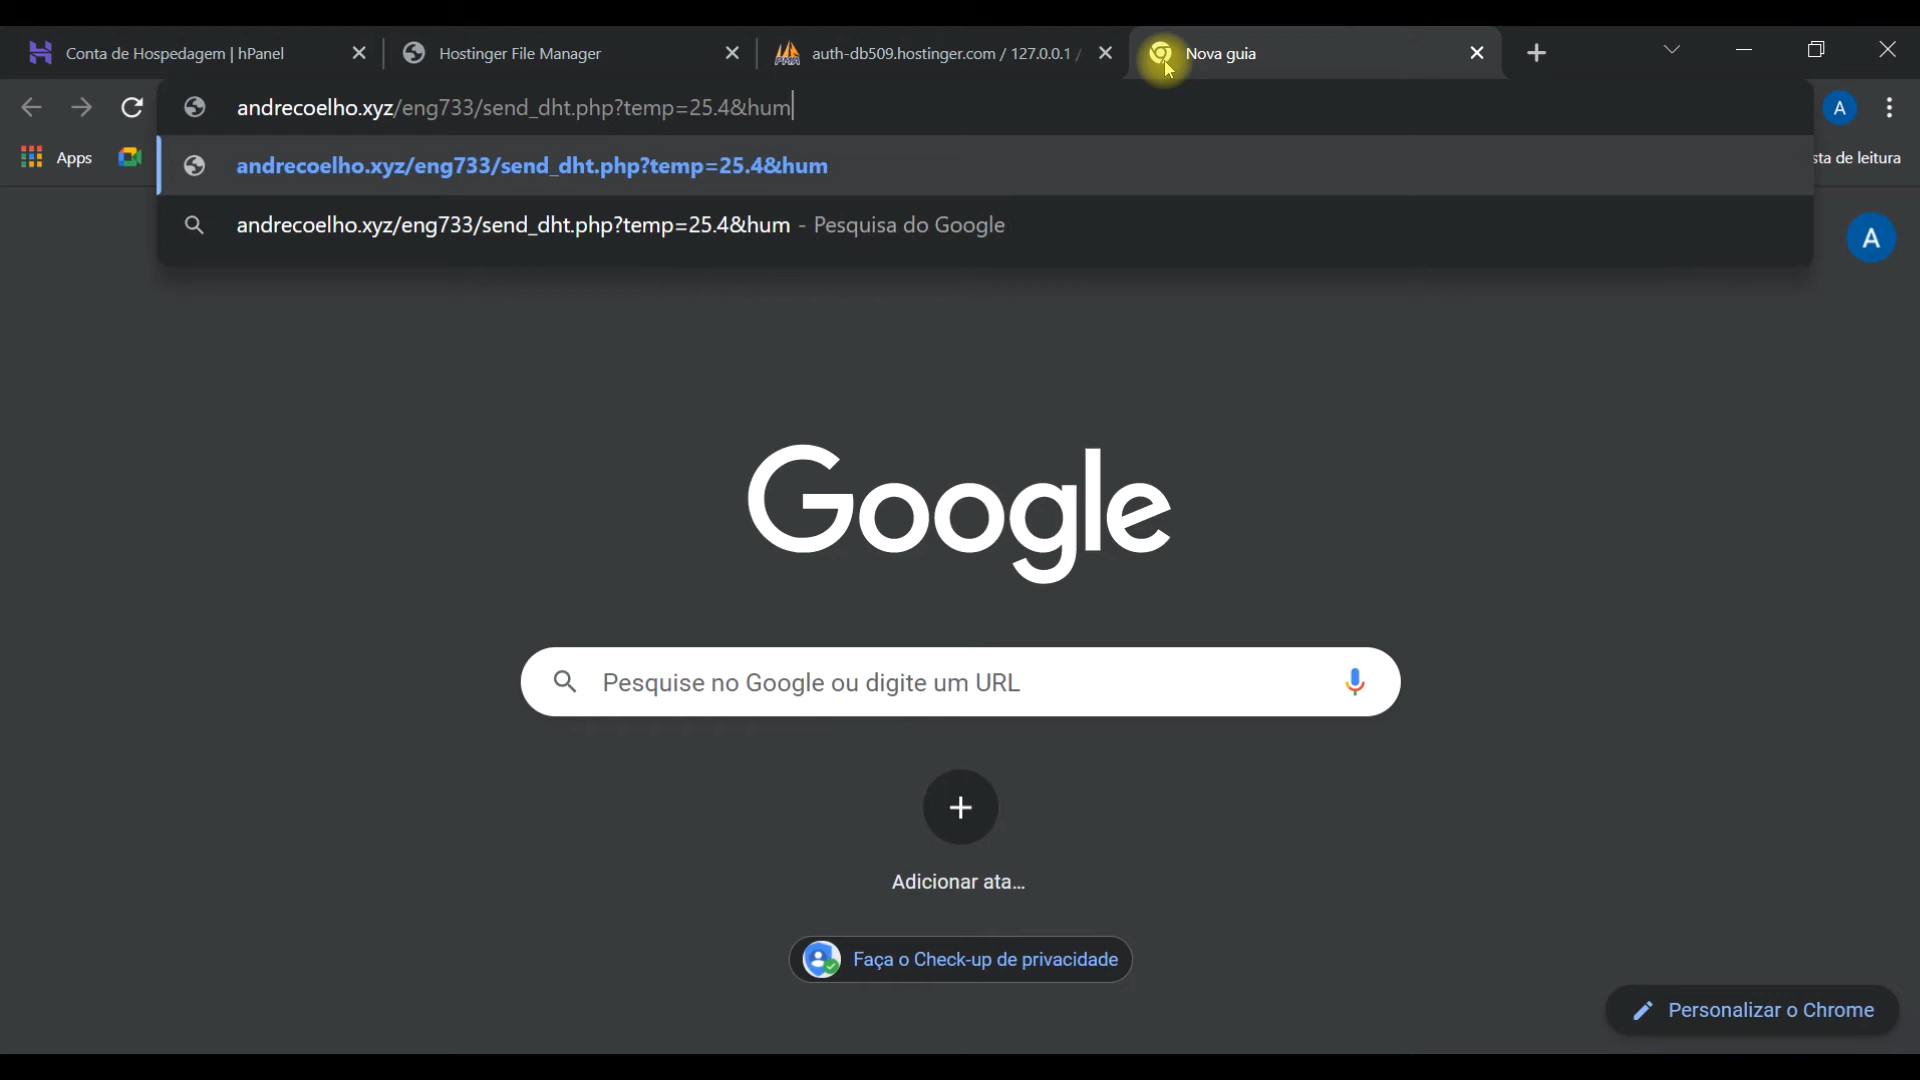 Conta de Hospedagem | hPanel
Hostinger File Manager
auth-db509.hostinger.com / 127.0.0.1 /
Nova guia
andrecoelho.xyz/eng733/send_dht.php?temp=25.4&hum
A
Apps
andrecoelho.xyz/eng733/send_dht.php?temp=25.4&hum
sta de leitura
andrecoelho.xyz/eng733/send_dht.php?temp=25.4&hum - Pesquisa do Google
A
Google
Pesquise no Google ou digite um URL
Adicionar ata...
Faça o Check-up de privacidade
Personalizar o Chrome